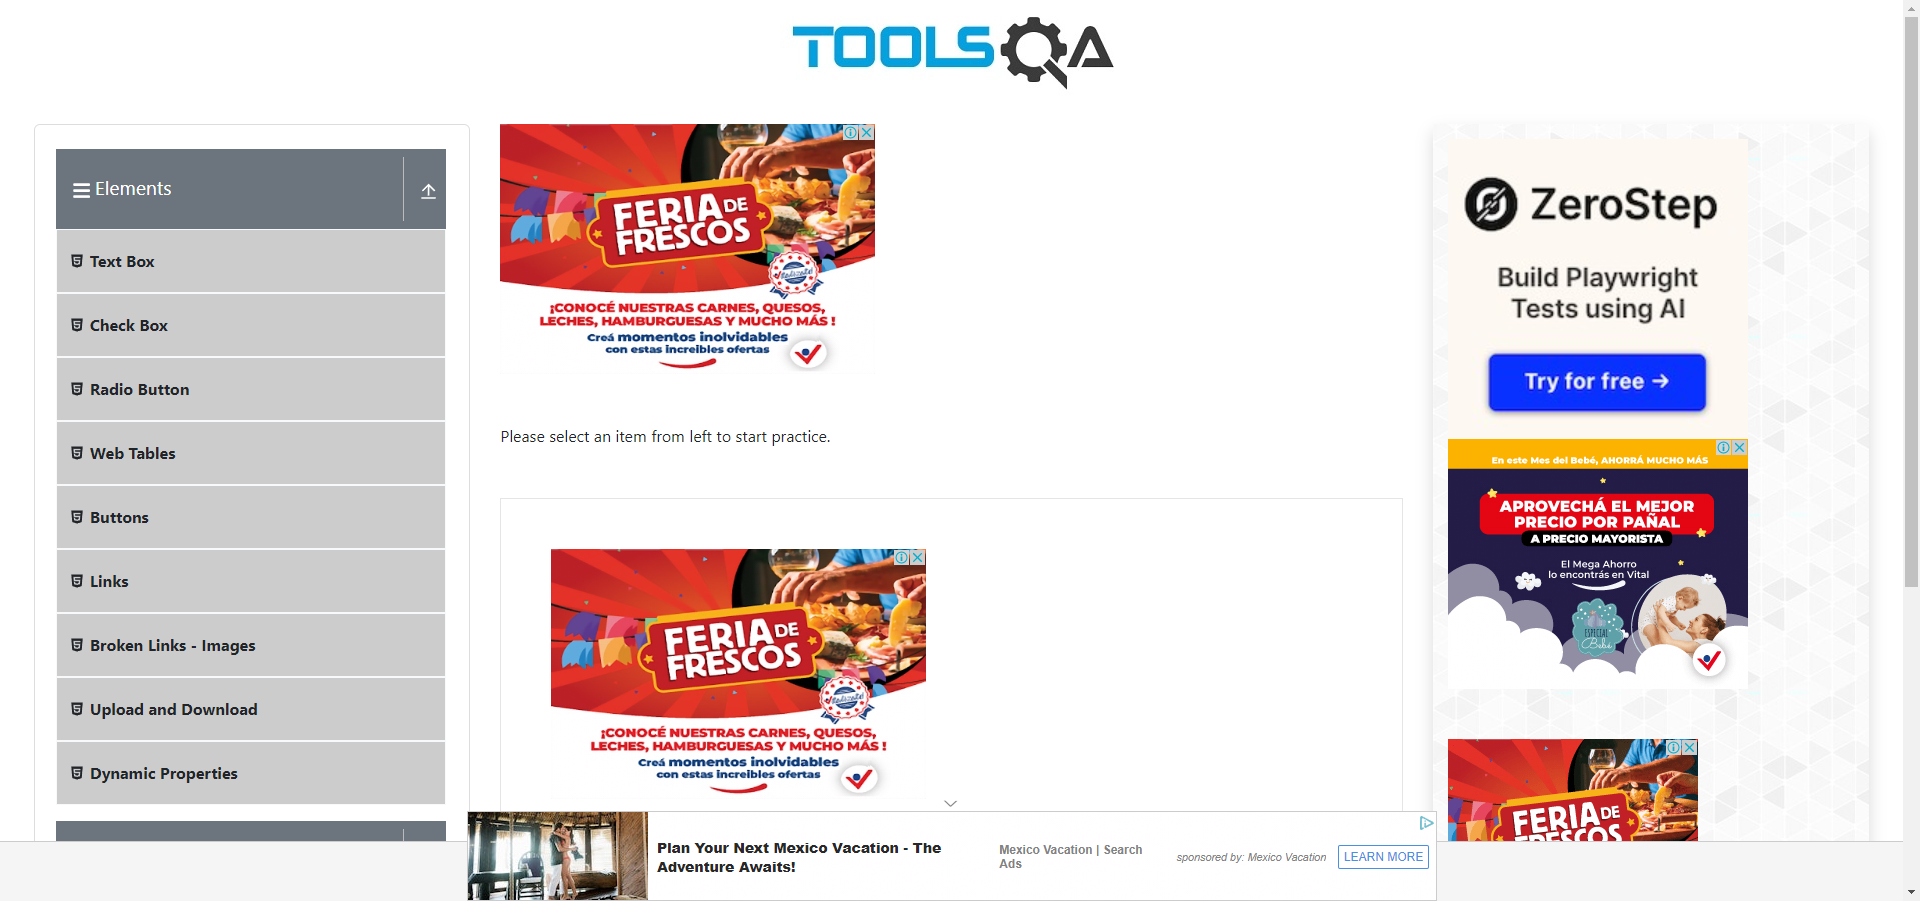 TOOLSQA
Elements
Text Box
Check Box
Radio Button
Web Tables
Buttons
Links
Broken Links - Images
Upload and Download
Dynamic Properties
FERIA DE
FRESCOS
¡CONOCÉ NUESTRAS CARNES, QUESOS,
LECHES, HAMBURGUESAS Y MUCHO MÁS !
Creá momentos inolvidables
con estas increibles ofertas
Please select an item from left to start practice.
FERIA DE
FRESCOS
¡CONOCÉ NUESTRAS CARNES, QUESOS,
LECHES, HAMBURGUESAS Y MUCHO MÁS !
Creá momentos inolvidables
con estas increibles ofertas
ZeroStep
Build Playwright
Tests using AI
Try for free →
En este Mes del Bebé, AHORRÁ MUCHO MÁS
APROVECHÁ EL MEJOR
PRECIO POR PAÑAL
A PRECIO MAYORISTA
El Mega Ahorro
lo encontrás en Vital
ESPECIAL
Bebé
FERIA DE
FRESCOS
Plan Your Next Mexico Vacation - The
Adventure Awaits!
Mexico Vacation | Search
Ads
sponsored by: Mexico Vacation
LEARN MORE